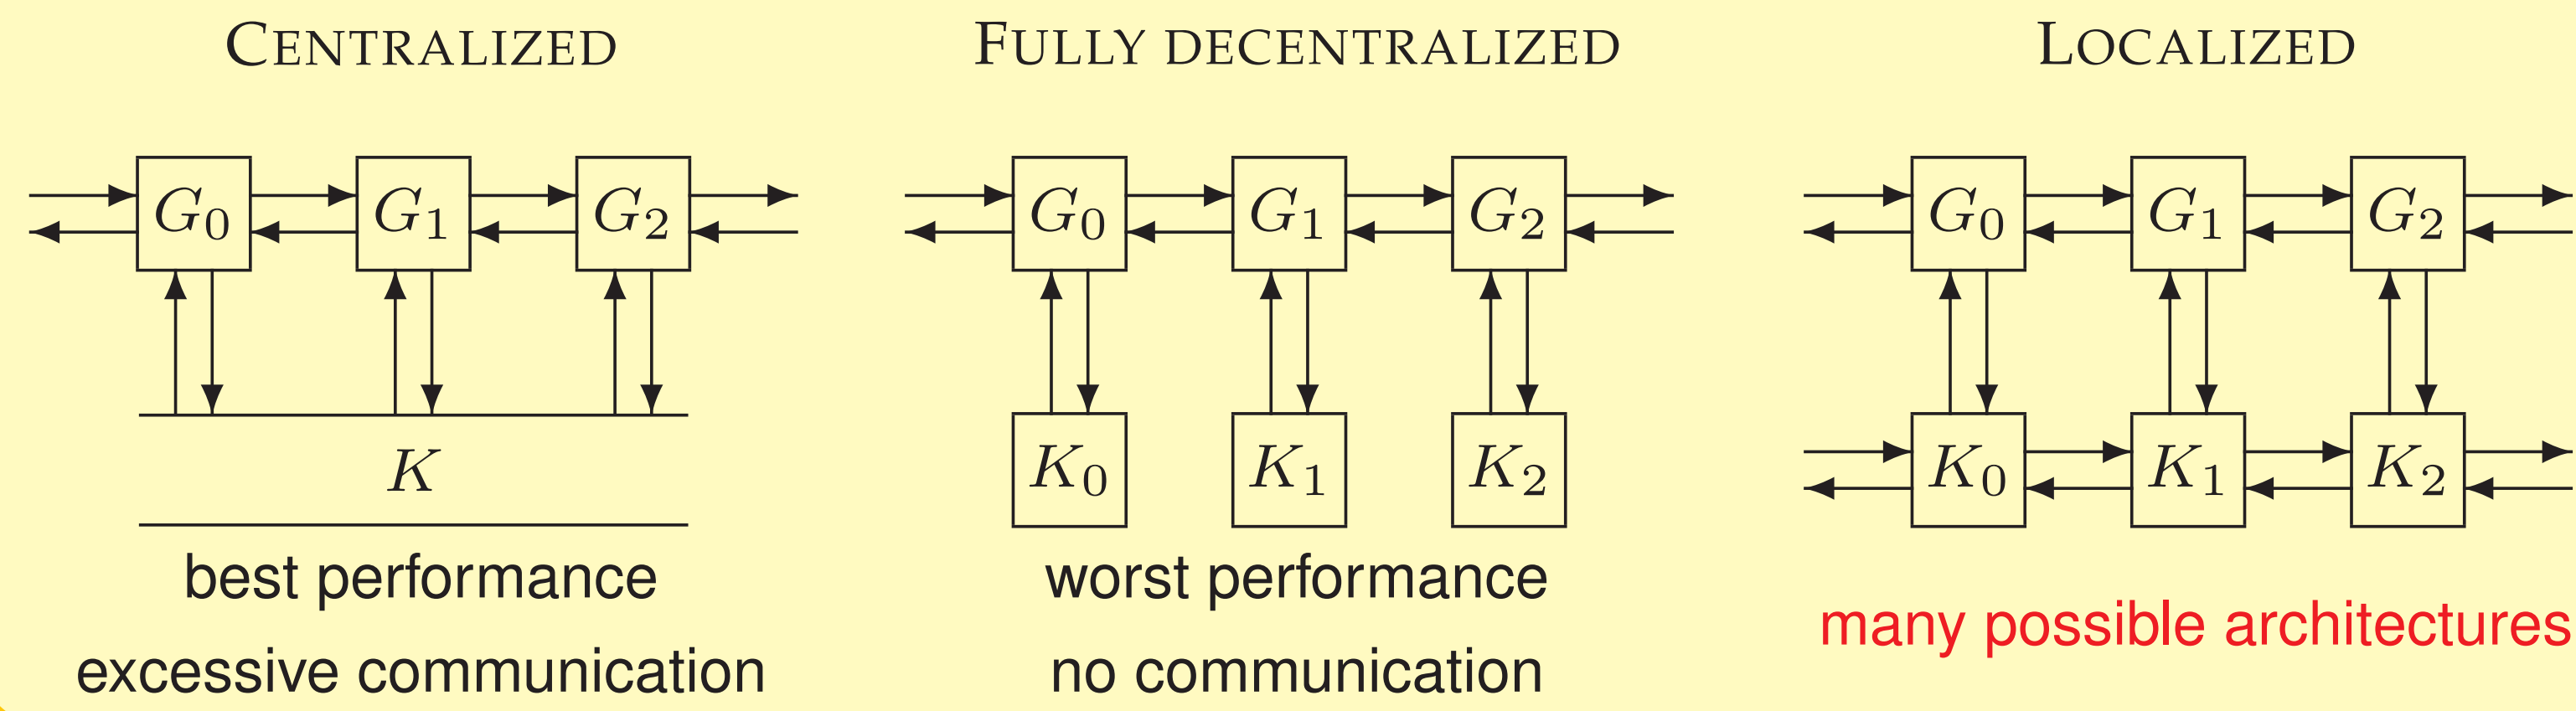 CENTRALIZED
G₀ G₁ G₂
K
best performance
excessive communication
FULLY DECENTRALIZED
G₀ G₁ G₂
K₀ K₁ K₂
worst performance
no communication
LOCALIZED
G₀ G₁ G₂
K₀ K₁ K₂
many possible architectures